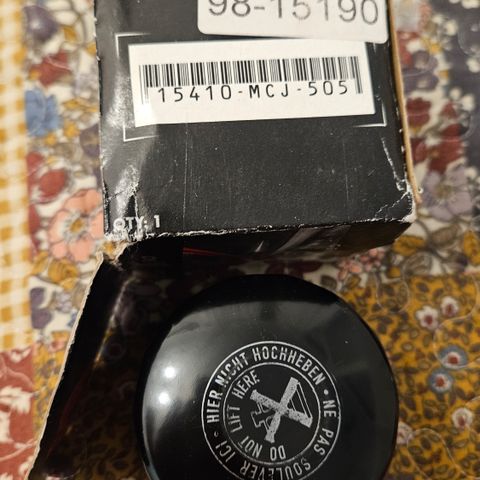 98-15190
15410-MCJ-505
QTY. 1
HIER NICHT HOCHHEBEN • NE PAS SOULEVER ICI •
DO NOT LIFT HERE